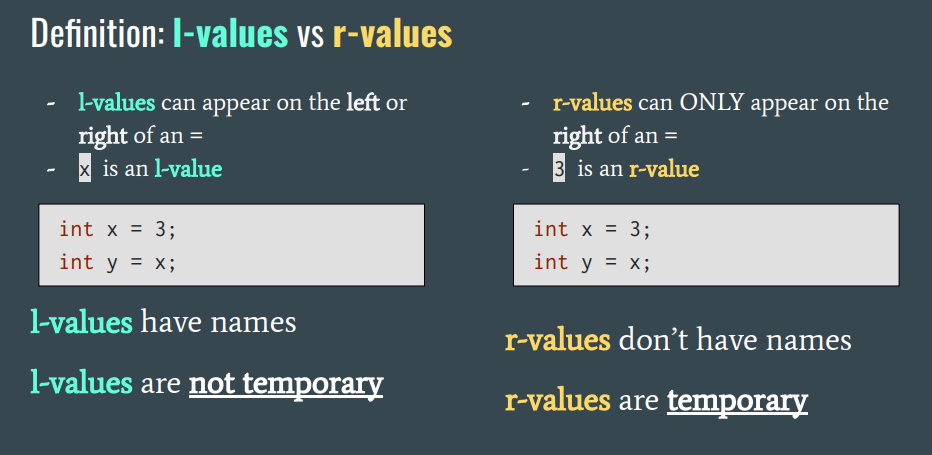 Definition: l-values vs r-values
- l-values can appear on the left or
right of an =
- x is an l-value
int x = 3;
int y = x;
l-values have names
l-values are not temporary
- r-values can ONLY appear on the
right of an =
- 3 is an r-value
int x = 3;
int y = x;
r-values don’t have names
r-values are temporary